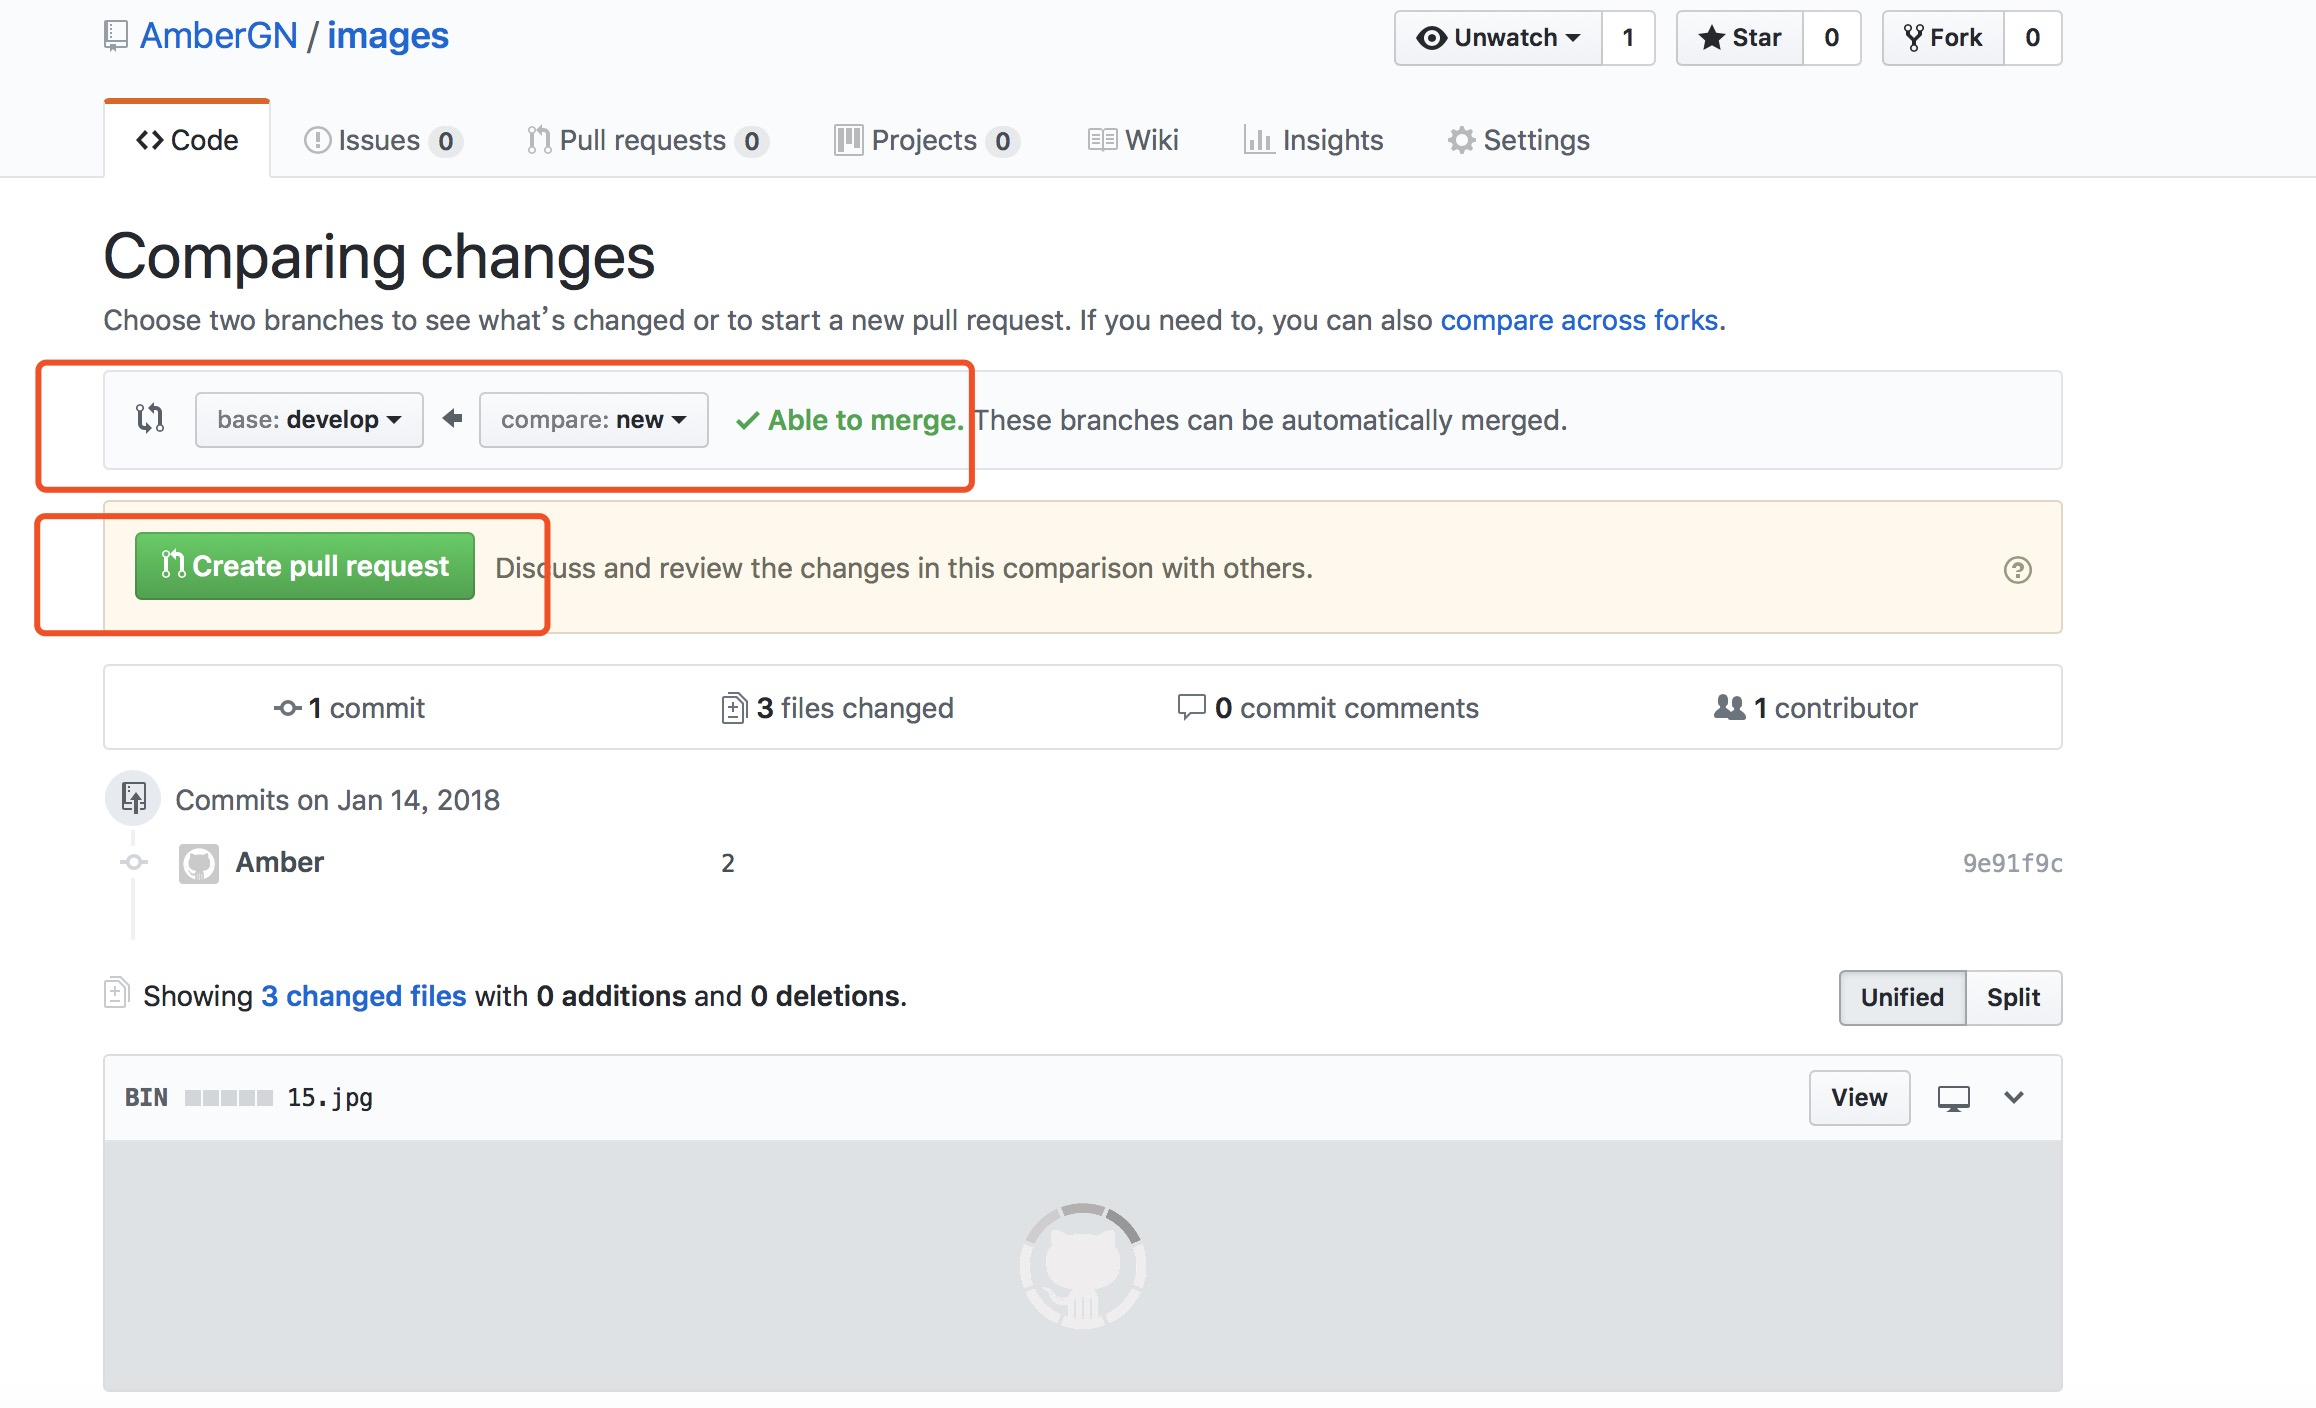 AmberGN / images
Unwatch 1 Star 0 Fork 0
Code Issues 0 Pull requests 0 Projects 0 Wiki Insights Settings
Comparing changes
Choose two branches to see what’s changed or to start a new pull request. If you need to, you can also compare across forks.
base: develop compare: new Able to merge. These branches can be automatically merged.
Create pull request Discuss and review the changes in this comparison with others.
1 commit 3 files changed 0 commit comments 1 contributor
Commits on Jan 14, 2018
Amber 2 9e91f9c
Showing 3 changed files with 0 additions and 0 deletions. Unified Split
BIN 15.jpg View